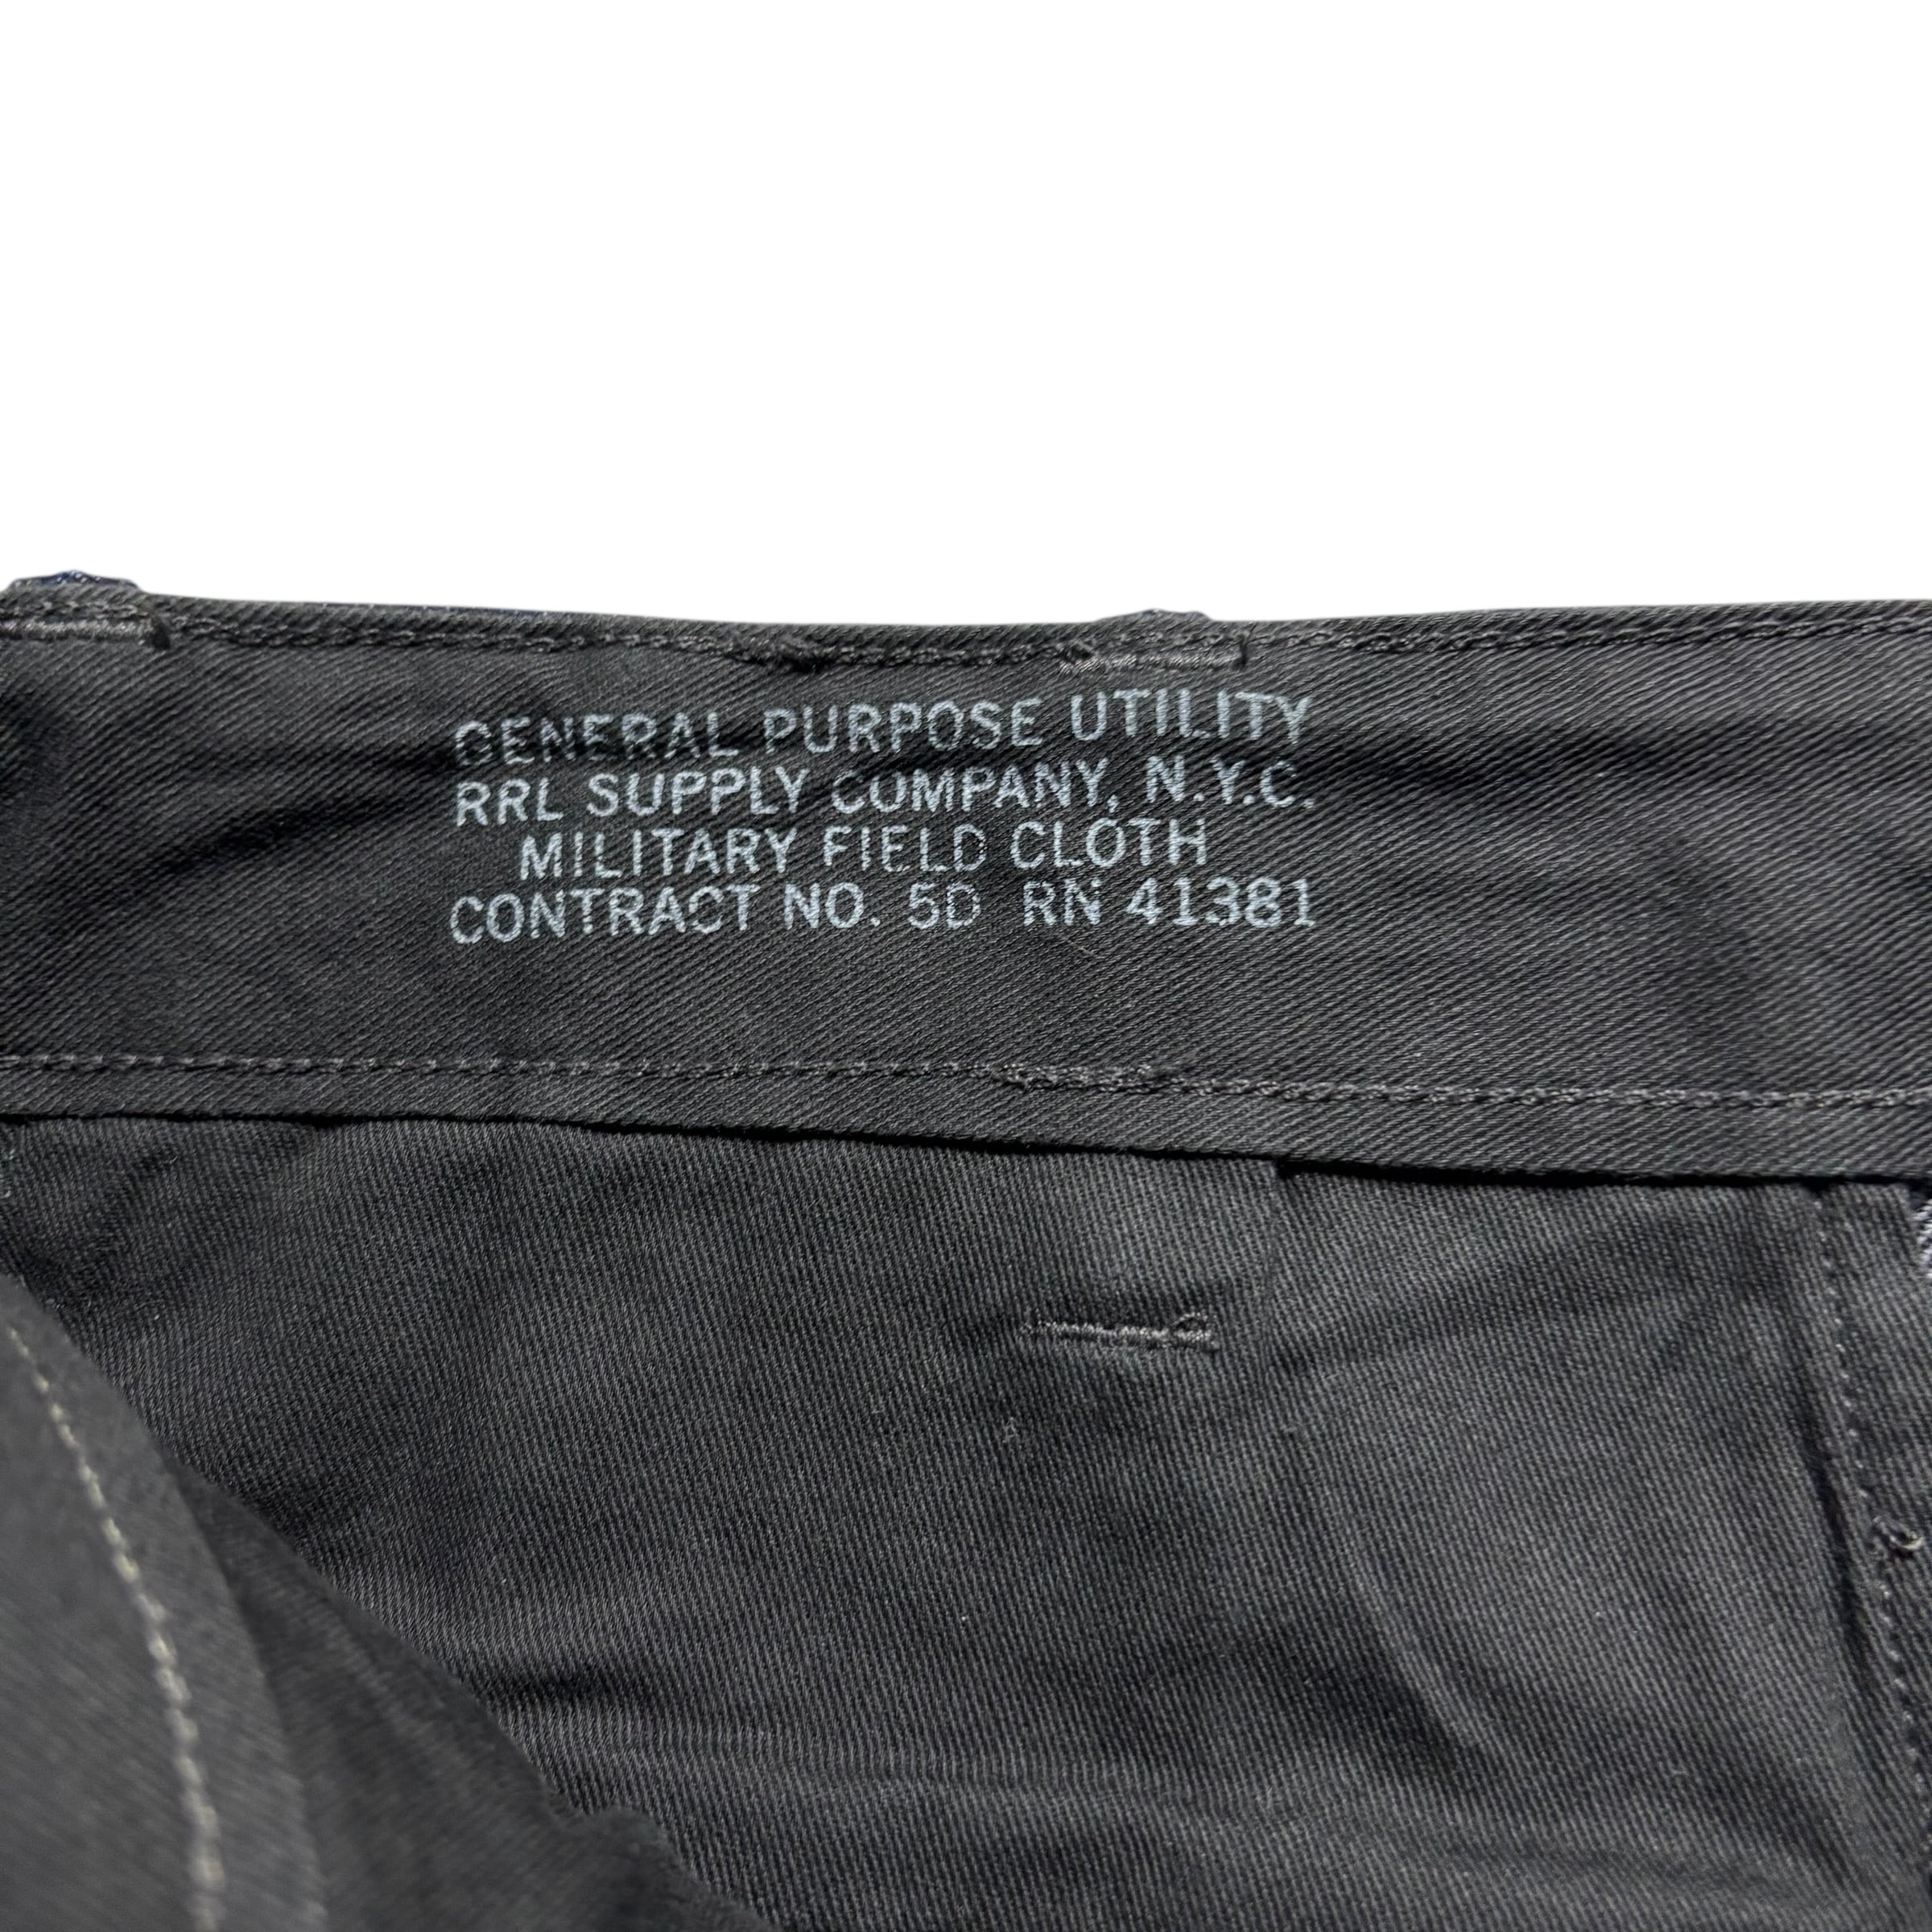 GENERAL PURPOSE UTILITY
RRL SUPPLY COMPANY, N.Y.C.
MILITARY FIELD CLOTH
CONTRACT NO. 5D RN 41381